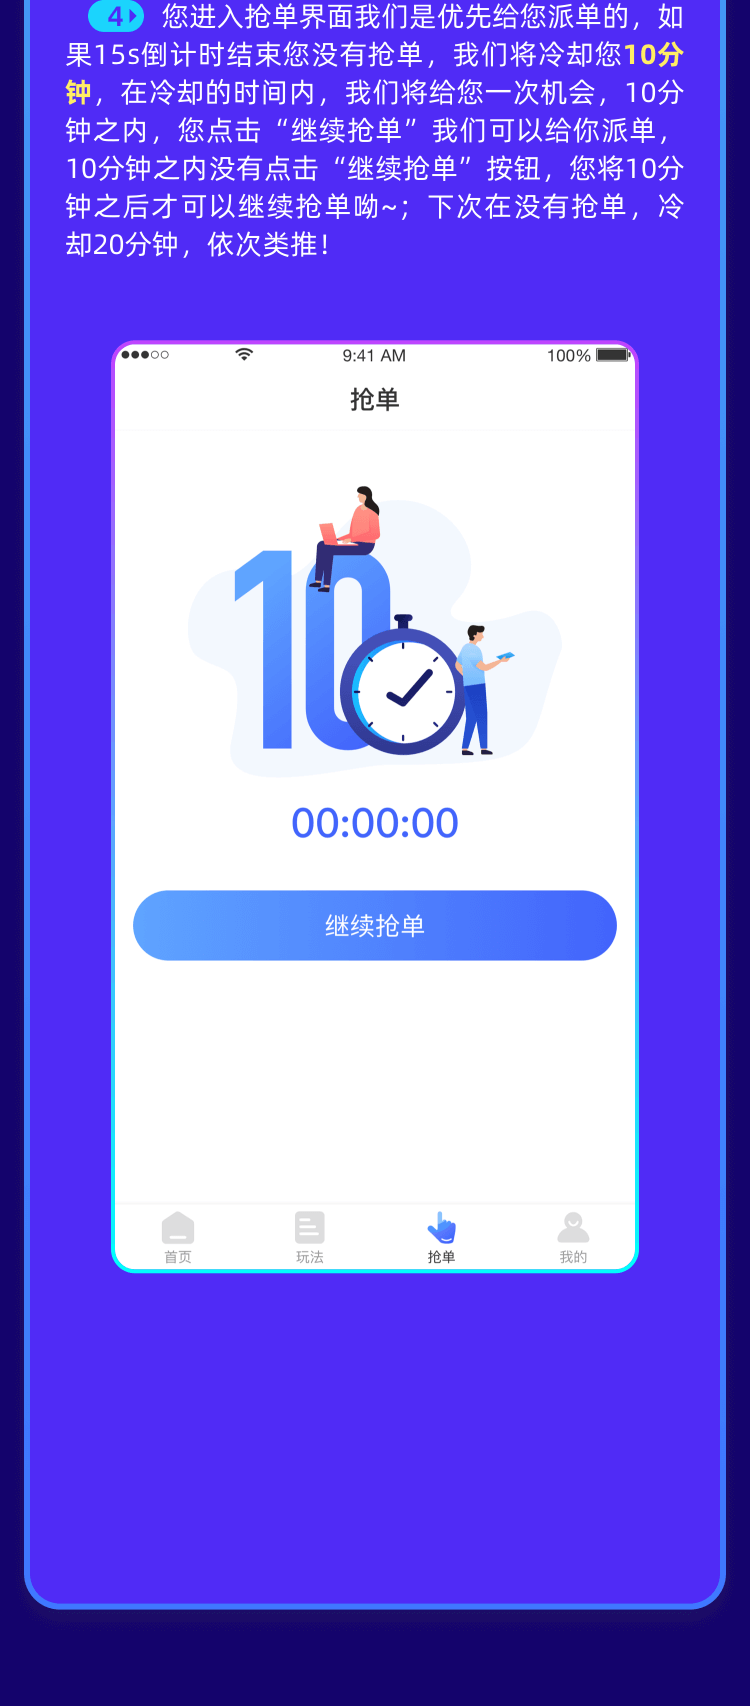 4 您进入抢单界面我们是优先给您派单的，如
果15s倒计时结束您没有抢单，我们将冷却您10分
钟，在冷却的时间内，我们将给您一次机会，10分
钟之内，您点击“继续抢单”我们可以给你派单，
10分钟之内没有点击“继续抢单”按钮，您将10分
钟之后才可以继续抢单呦~；下次在没有抢单，冷
却20分钟，依次类推！
9:41 AM 100%
抢单
10
00:00:00
继续抢单
首页 玩法 抢单 我的